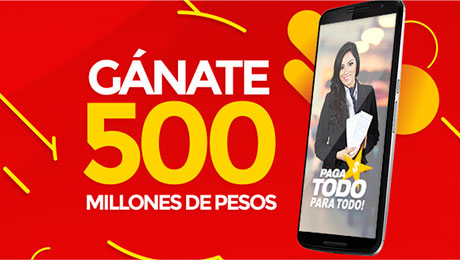 GÁNATE
500
MILLONES DE PESOS
PAGA $
TODO
PARA TODO!